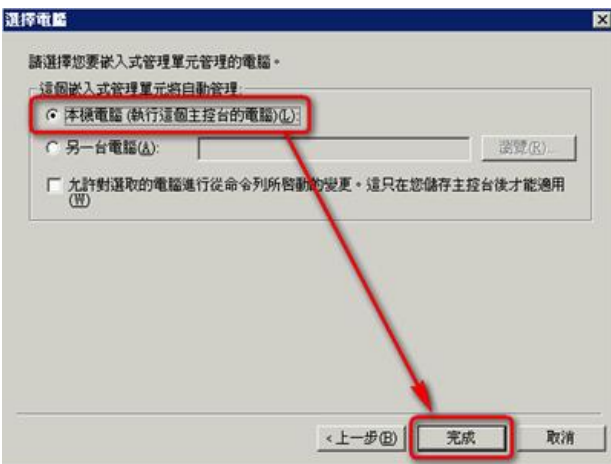 選擇電腦
請選擇您要嵌入式管理單元管理的電腦。
這個嵌入式管理單元將自動管理:
本機電腦 (執行這個主控台的電腦)(L):
另一台電腦(A):
瀏覽(R)...
允許對選取的電腦進行從命令列所啟動的變更。這只在您儲存主控台後才能適用
(W)
<上一步(B)
完成
取消